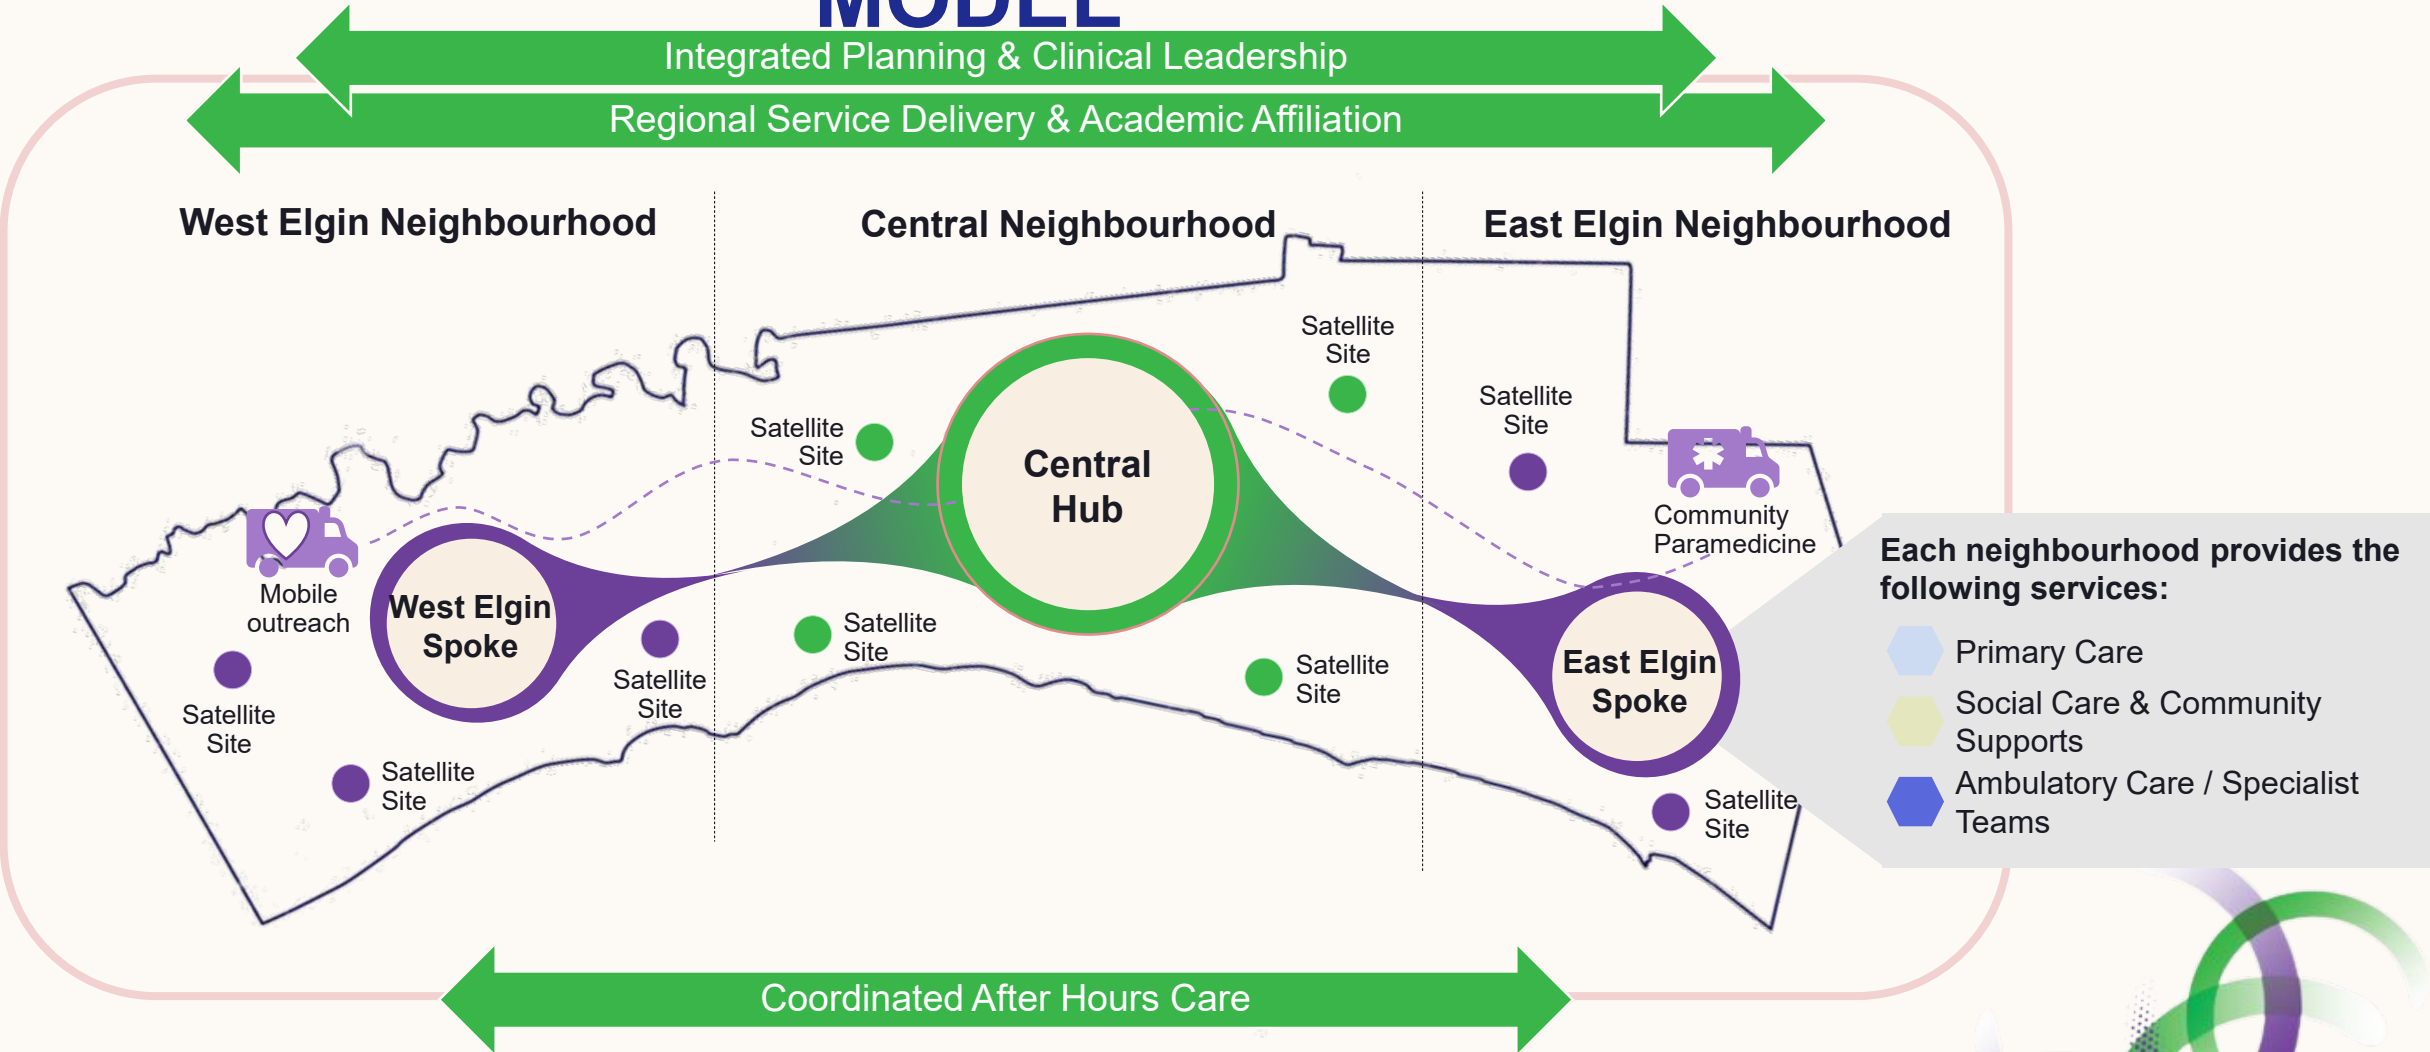 MODEL
Integrated Planning & Clinical Leadership
Regional Service Delivery & Academic Affiliation
West Elgin Neighbourhood
Central Neighbourhood
East Elgin Neighbourhood
Satellite
Site
Satellite
Site
Satellite
Site
Central
Hub
Community
Paramedicine
Mobile
outreach
West Elgin
Spoke
Satellite
Site
Satellite
Site
Satellite
Site
East Elgin
Spoke
Satellite
Site
Satellite
Site
Satellite
Site
Each neighbourhood provides the
following services:
Primary Care
Social Care & Community
Supports
Ambulatory Care / Specialist
Teams
Coordinated After Hours Care